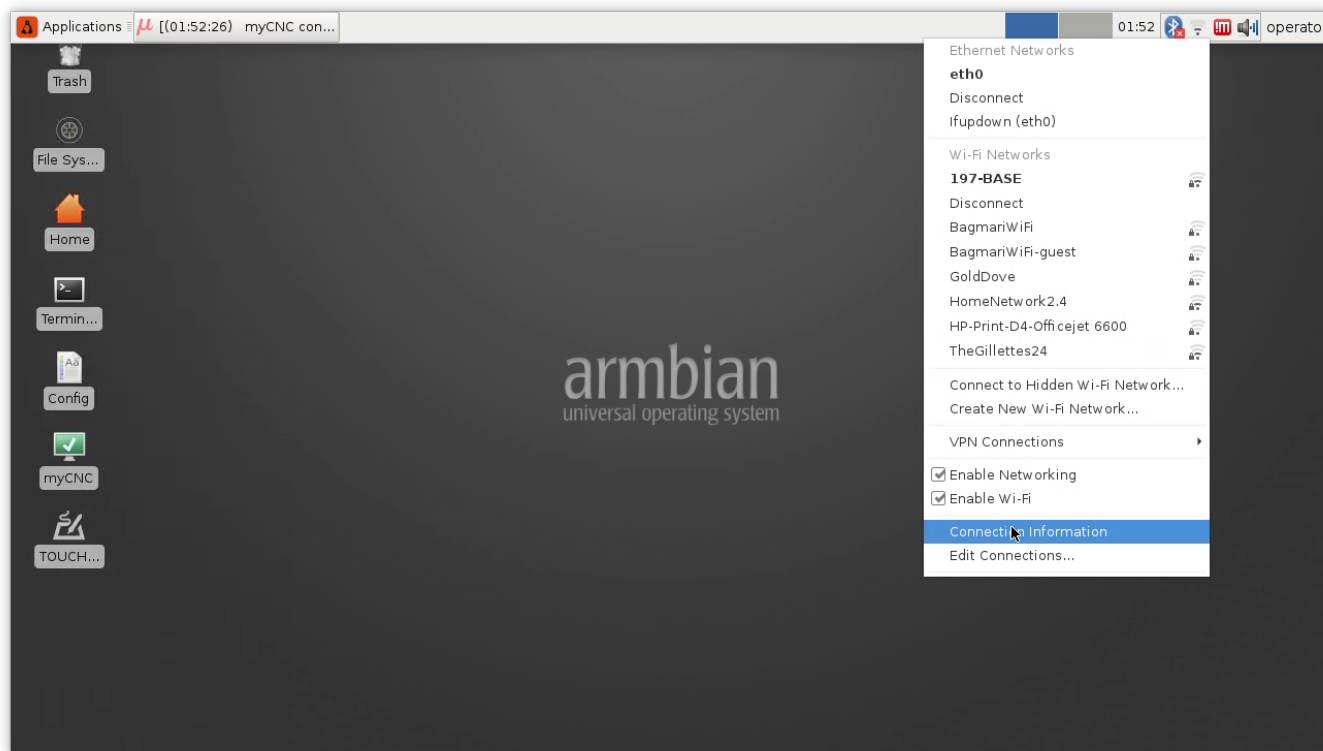 Applications
[(01:52:26) myCNC con...
01:52
operato
Trash
File Sys...
Home
Termin...
Config
myCNC
TOUCH...
armbian
universal operating system
Ethernet Networks
eth0
Disconnect
Ifupdown (eth0)
Wi-Fi Networks
197-BASE
Disconnect
BagmariWiFi
BagmariWiFi-guest
GoldDove
HomeNetwork2.4
HP-Print-D4-Officejet 6600
TheGillettes24
Connect to Hidden Wi-Fi Network...
Create New Wi-Fi Network...
VPN Connections
Enable Networking
Enable Wi-Fi
Connection Information
Edit Connections...